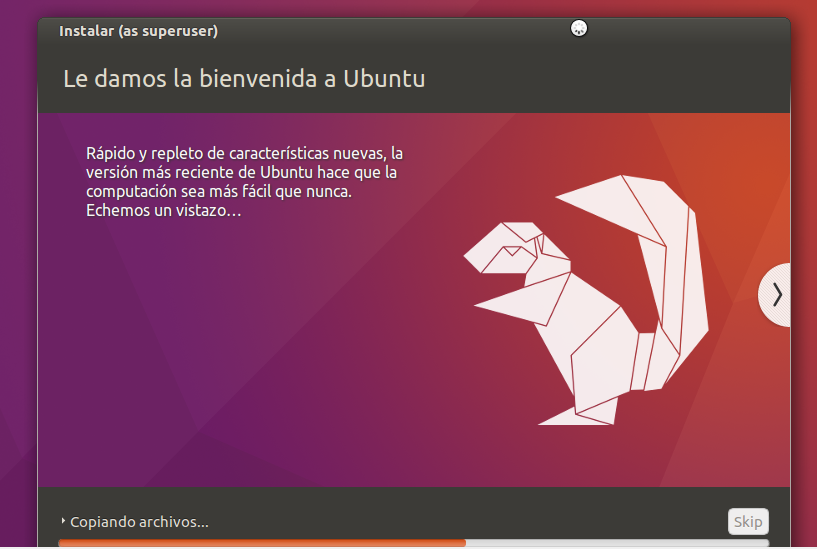 Instalar (as superuser)
Le damos la bienvenida a Ubuntu
Rápido y repleto de características nuevas, la
versión más reciente de Ubuntu hace que la
computación sea más fácil que nunca.
Echemos un vistazo...
Copiando archivos...
Skip